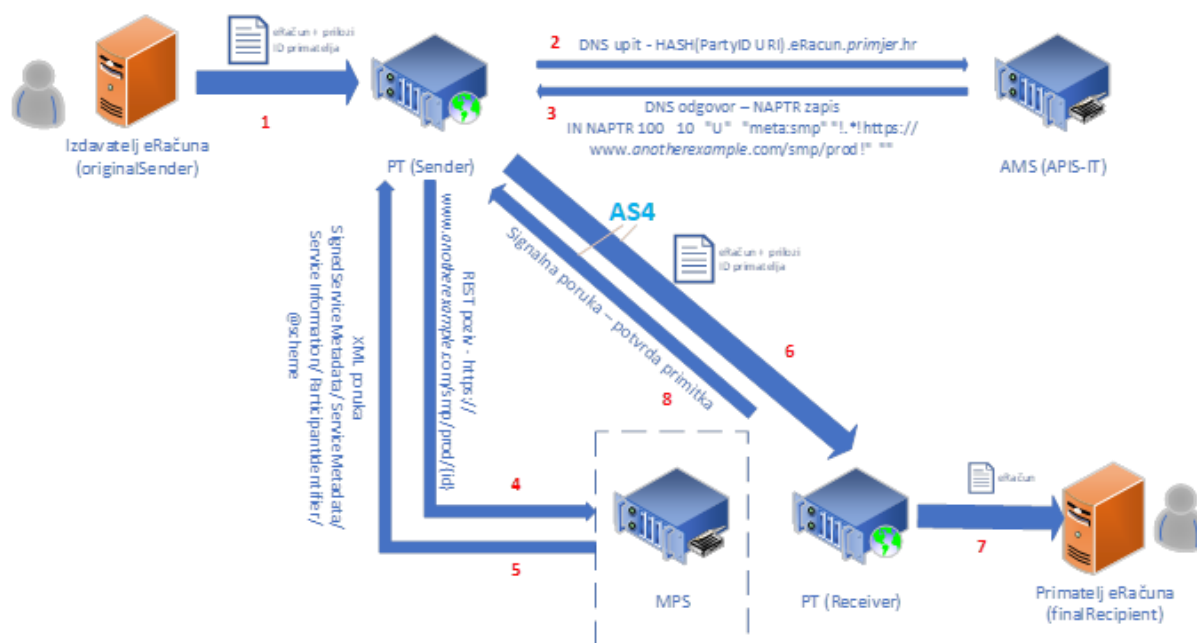 eRačun + prilozi
ID primatelja
1
Izdavatelj eRačuna
(originalSender)
PT (Sender)
2
DNS upit - HASH(PartyID URI).eRacun.primjer.hr
3
DNS odgovor – NAPTR zapis
IN NAPTR 100 10 "U" "meta:smp" "!.*!https://
www.anotherexample.com/smp/prod!" ""
AMS (APIS-IT)
AS4
Signalna poruka – potvrda primitka
eRačun + prilozi
ID primatelja
6
8
REST poziv - https://
www.anotherexample.com/smp/prod/{id}
XML poruka
SignedServiceMetadata/ ServiceMetadata/
Service Information/ ParticipantIdentifier/
@scheme
4
5
MPS
PT (Receiver)
eRačun
7
Primatelj eRačuna
(finalRecipient)